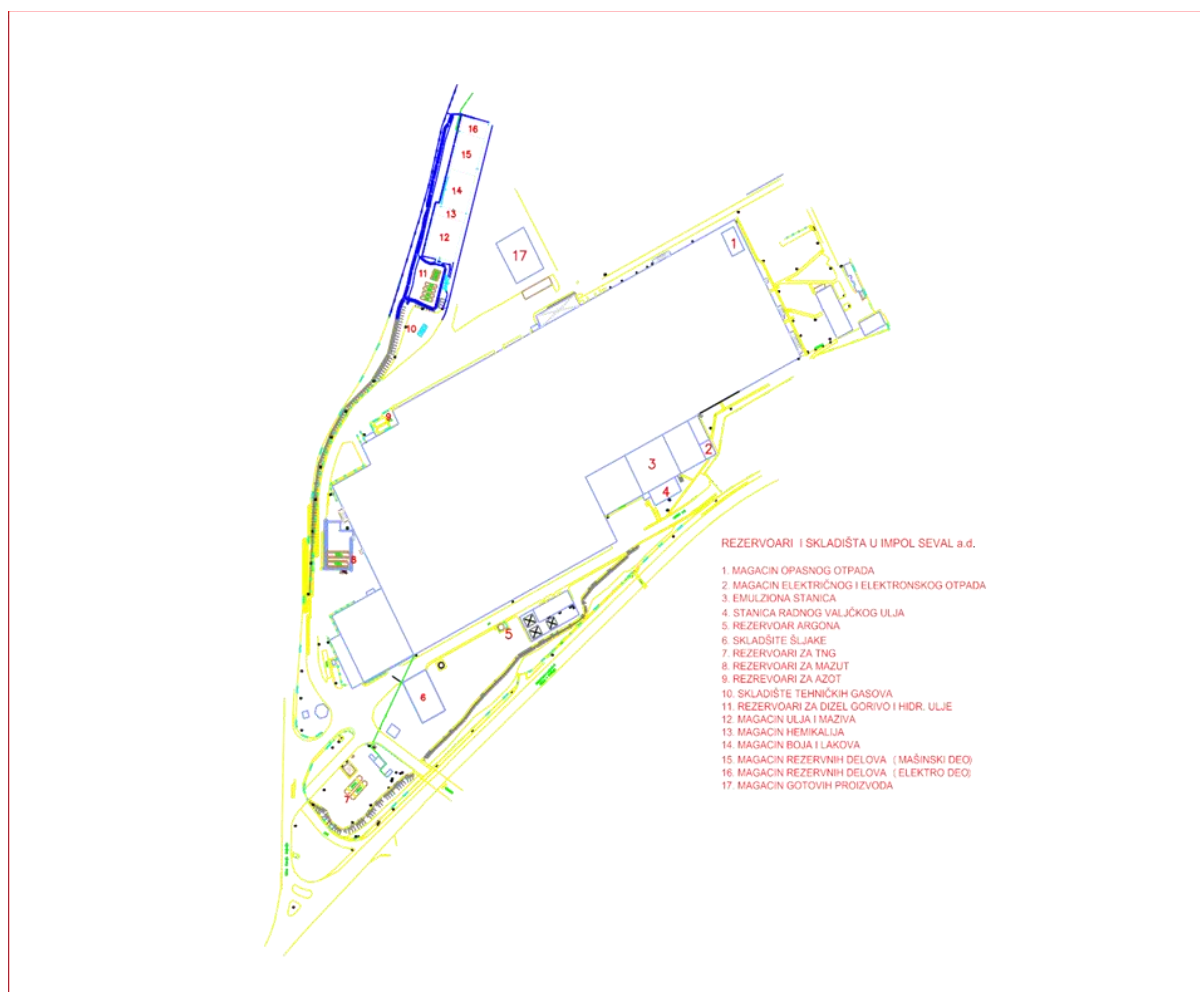 16
15
14
13
12
11
10
17
1
9
2
3
4
8
5
6
7
REZERVOARI I SKLADIŠTA U IMPOL SEVAL a.d.
1. MAGACIN OPASNOG OTPADA
2. MAGACIN ELEKTRIČNOG I ELEKTRONSKOG OTPADA
3. EMULZIONA STANICA
4. STANICA RADNOG VALJČKOG ULJA
5. REZERVOAR ARGONA
6. SKLADŠITE ŠLJAKE
7. REZERVOARI ZA TNG
8. REZERVOARI ZA MAZUT
9. REZREVOARI ZA AZOT
10. SKLADIŠTE TEHNIČKIH GASOVA
11. REZERVOARI ZA DIZEL GORIVO I HIDR. ULJE
12. MAGACIN ULJA I MAZIVA
13. MAGACIN HEMIKALIJA
14. MAGACIN BOJA I LAKOVA
15. MAGACIN REZERVNIH DELOVA ( MAŠINSKI DEO)
16. MAGACIN REZERVNIH DELOVA ( ELEKTRO DEO)
17. MAGACIN GOTOVIH PROIZVODA